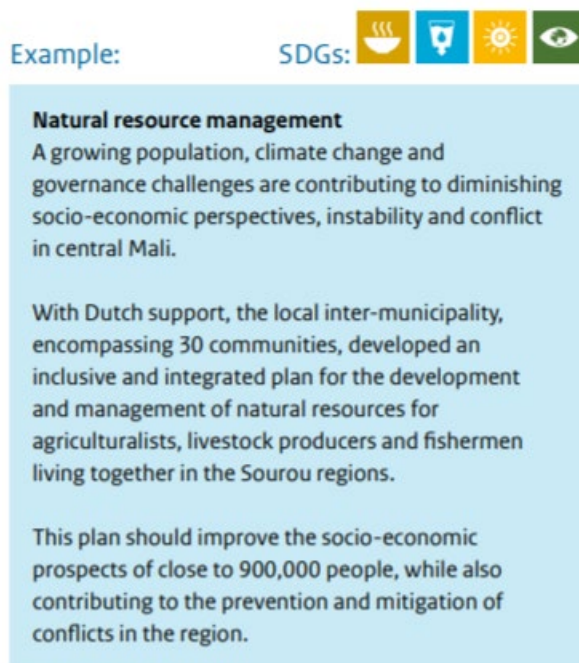 Example:
SDGs:
Natural resource management
A growing population, climate change and
governance challenges are contributing to diminishing
socio-economic perspectives, instability and conflict
in central Mali.
With Dutch support, the local inter-municipality,
encompassing 30 communities, developed an
inclusive and integrated plan for the development
and management of natural resources for
agriculturalists, livestock producers and fishermen
living together in the Sourou regions.
This plan should improve the socio-economic
prospects of close to 900,000 people, while also
contributing to the prevention and mitigation of
conflicts in the region.